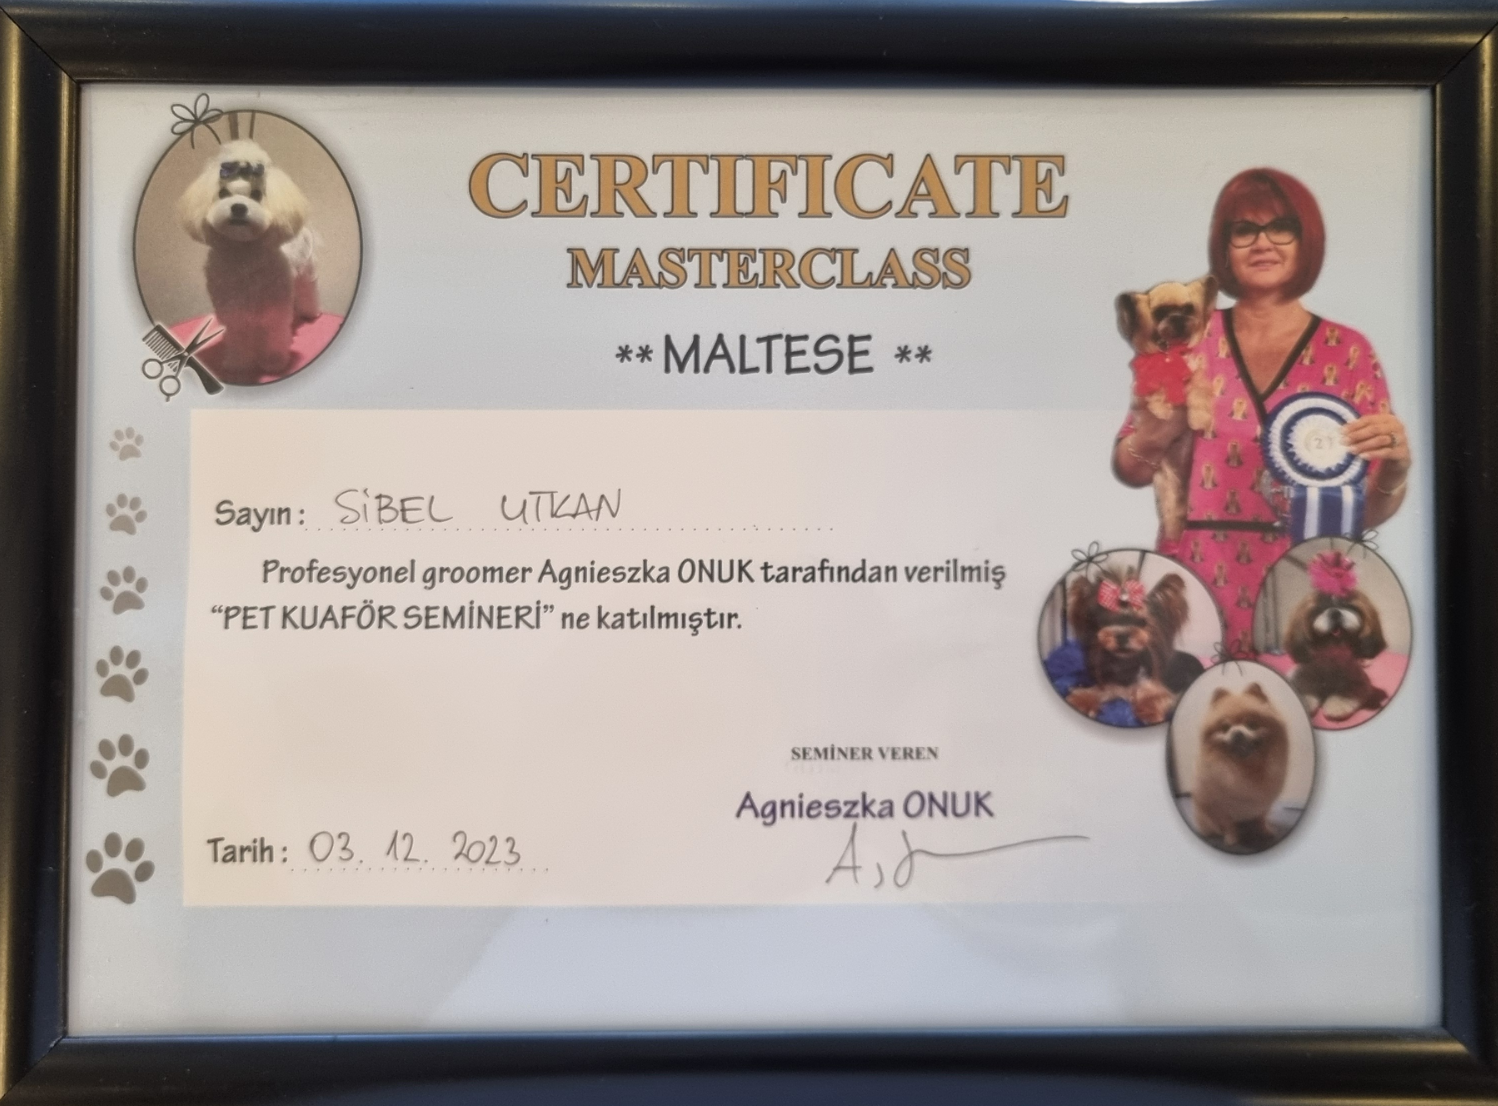 CERTIFICATE
MASTERCLASS
** MALTESE **
Sayın: SİBEL UTKAN
Profesyonel groomer Agnieszka ONUK tarafından verilmiş
“PET KUAFÖR SEMİNERİ” ne katılmıştır.
SEMİNER VEREN
Agnieszka ONUK
Tarih: 03. 12. 2023